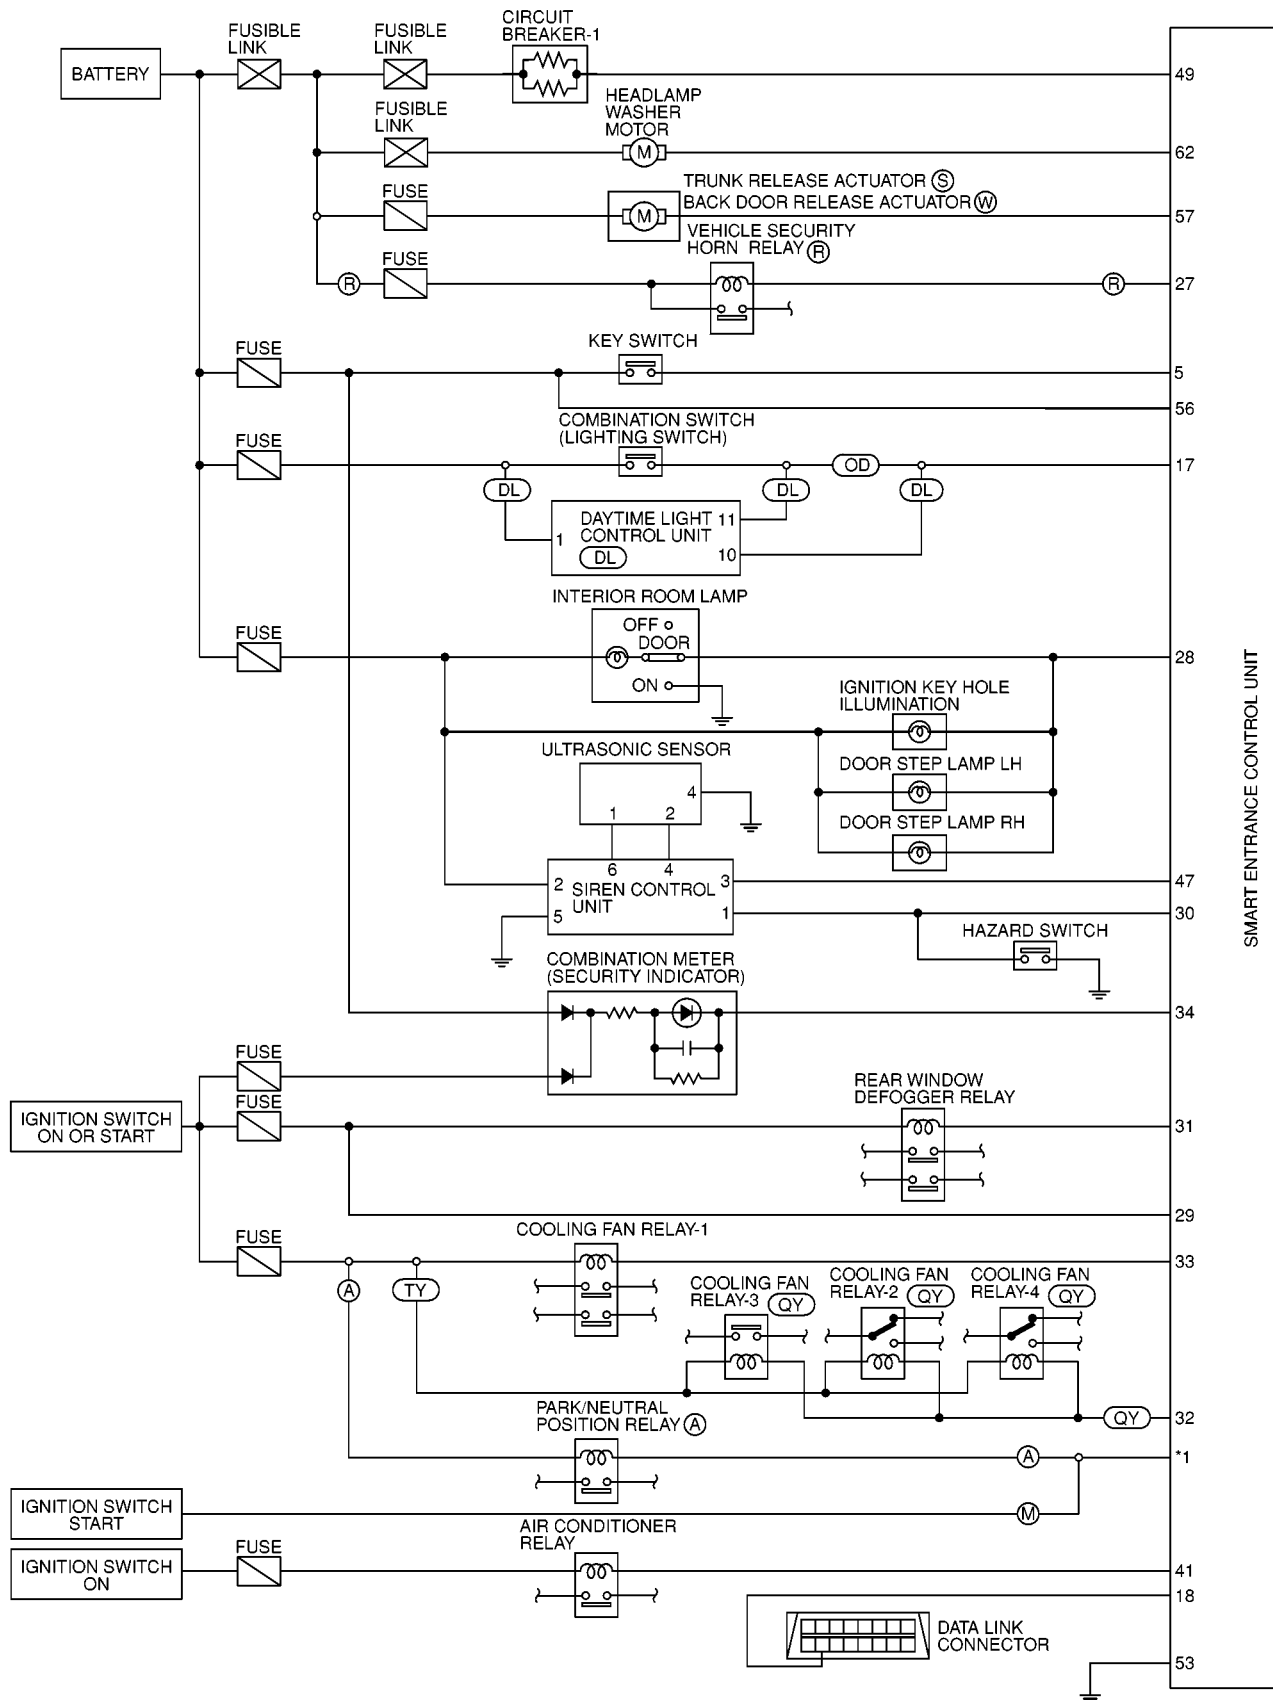 CIRCUIT
BREAKER-1
FUSIBLE
LINK
FUSIBLE
LINK
BATTERY
49
HEADLAMP
WASHER
MOTOR
FUSIBLE
LINK
M
62
TRUNK RELEASE ACTUATOR S
FUSE
BACK DOOR RELEASE ACTUATOR W
M
57
VEHICLE SECURITY
HORN RELAY R
FUSE
R
R
27
KEY SWITCH
FUSE
5
56
COMBINATION SWITCH
(LIGHTING SWITCH)
FUSE
OD
17
DL
DL
DL
DAYTIME LIGHT 11
1 CONTROL UNIT
DL
10
INTERIOR ROOM LAMP
OFF
DOOR
FUSE
28
ON
IGNITION KEY HOLE
ILLUMINATION
ULTRASONIC SENSOR
DOOR STEP LAMP LH
4
1 2
DOOR STEP LAMP RH
6 4
2 SIREN CONTROL 3
UNIT
47
5
1
30
HAZARD SWITCH
SMART ENTRANCE CONTROL UNIT
COMBINATION METER
(SECURITY INDICATOR)
34
FUSE
REAR WINDOW
DEFOGGER RELAY
FUSE
IGNITION SWITCH
ON OR START
31
29
COOLING FAN RELAY-1
FUSE
33
A
TY
COOLING FAN
RELAY-3 QY
COOLING FAN
RELAY-2 QY
COOLING FAN
RELAY-4 QY
QY
32
PARK/NEUTRAL
POSITION RELAY A
A
*1
IGNITION SWITCH
START
M
AIR CONDITIONER
RELAY
FUSE
IGNITION SWITCH
ON
41
18
DATA LINK
CONNECTOR
53